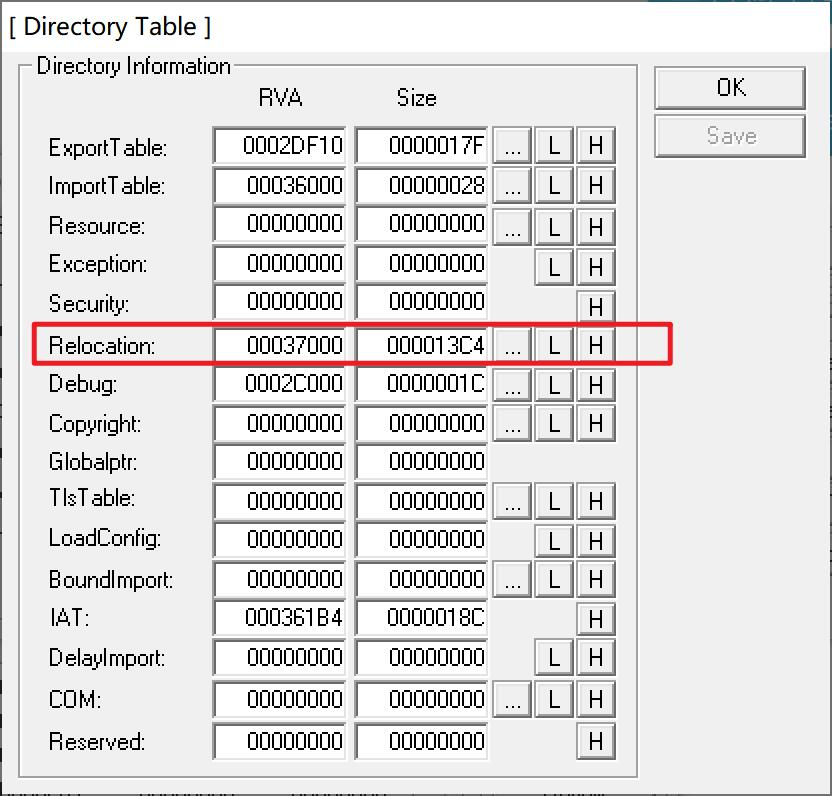 [ Directory Table ]
Directory Information
RVA Size
OK
Save
ExportTable: 0002DF10 0000017F ... L H
ImportTable: 00036000 00000028 ... L H
Resource: 00000000 00000000 ... L H
Exception: 00000000 00000000 L H
Security: 00000000 00000000 H
Relocation: 00037000 000013C4 ... L H
Debug: 0002C000 0000001C ... L H
Copyright: 00000000 00000000 ... L H
Globalptr: 00000000 00000000
TlsTable: 00000000 00000000 ... L H
LoadConfig: 00000000 00000000 L H
BoundImport: 00000000 00000000 ... L H
IAT: 000361B4 0000018C H
DelayImport: 00000000 00000000 L H
COM: 00000000 00000000 ... L H
Reserved: 00000000 00000000 H